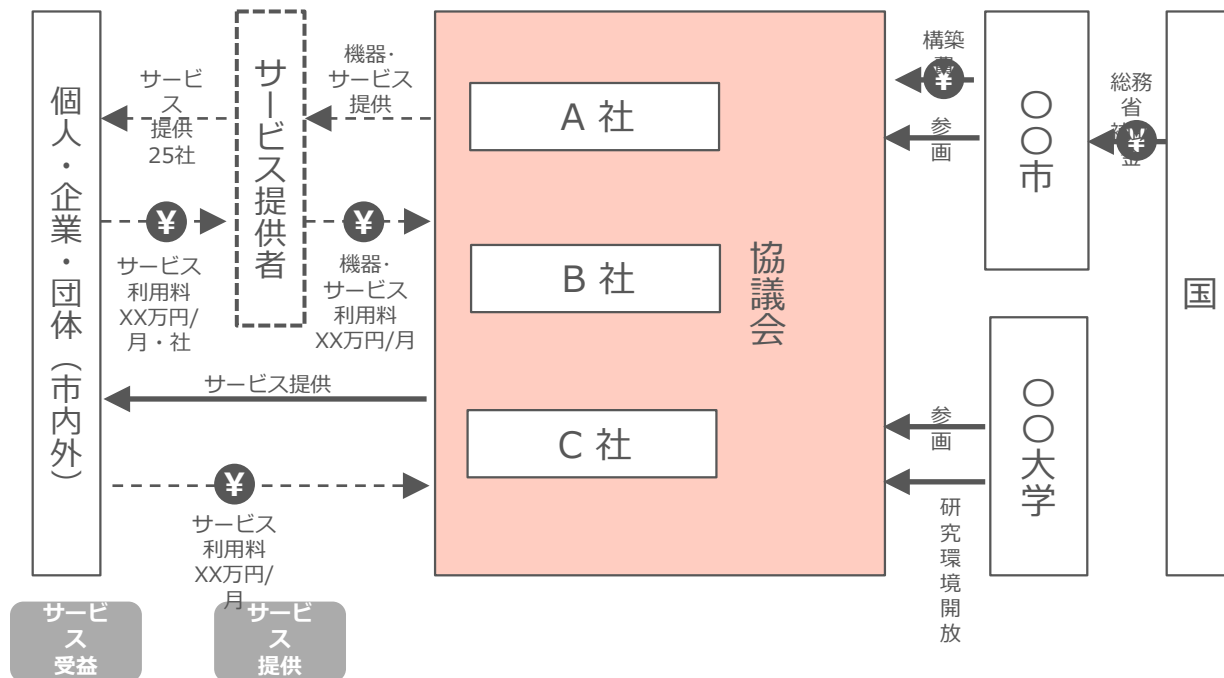 個人・企業・団体（市内外）
サービ
ス
提供
25社
¥
サービス
利用料
XX万円/
月・社
サービス提供者
機器・
サービス
提供
¥
機器・
サービス
利用料
XX万円/月
サービス提供
¥
サービス
利用料
XX万円/
月
A 社
B 社
C 社
協議会
構築
¥
参
画
〇〇市
総務
省
¥
金
国
参
画
研
究
環
境
開
放
〇〇大学
サービ
ス
受益
サービ
ス
提供